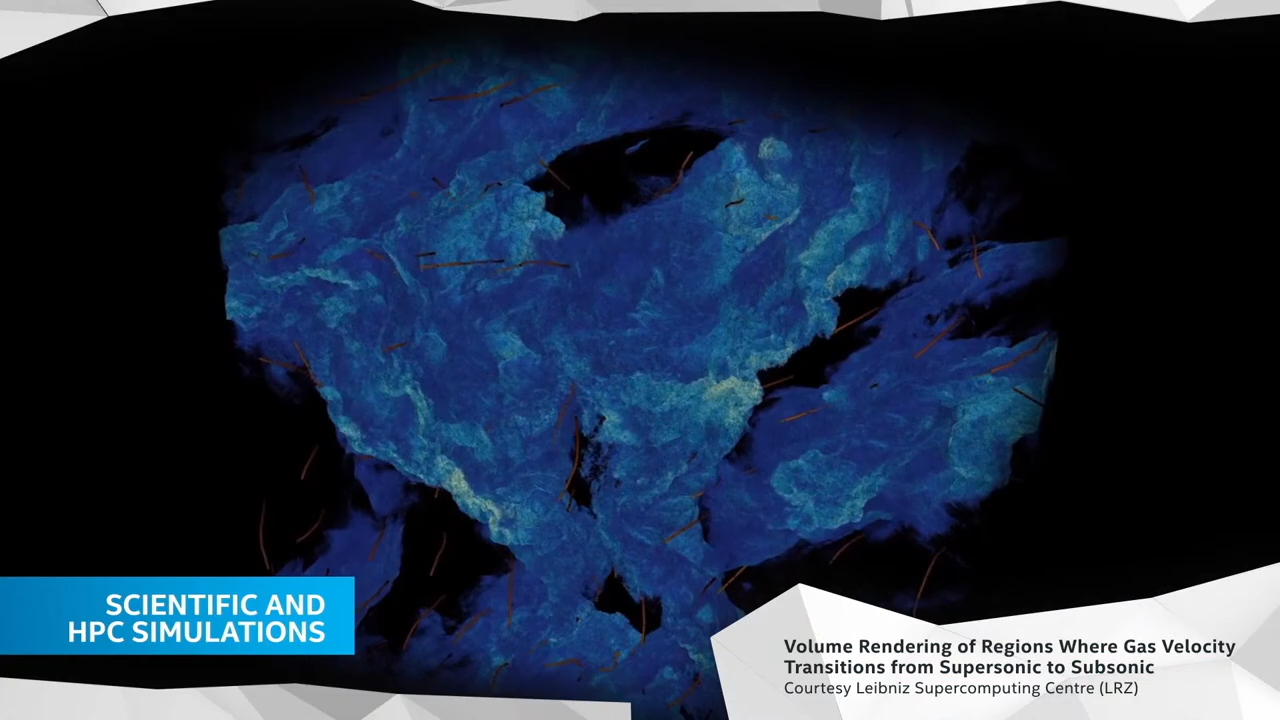 SCIENTIFIC AND
HPC SIMULATIONS
Volume Rendering of Regions Where Gas Velocity
Transitions from Supersonic to Subsonic
Courtesy Leibniz Supercomputing Centre (LRZ)